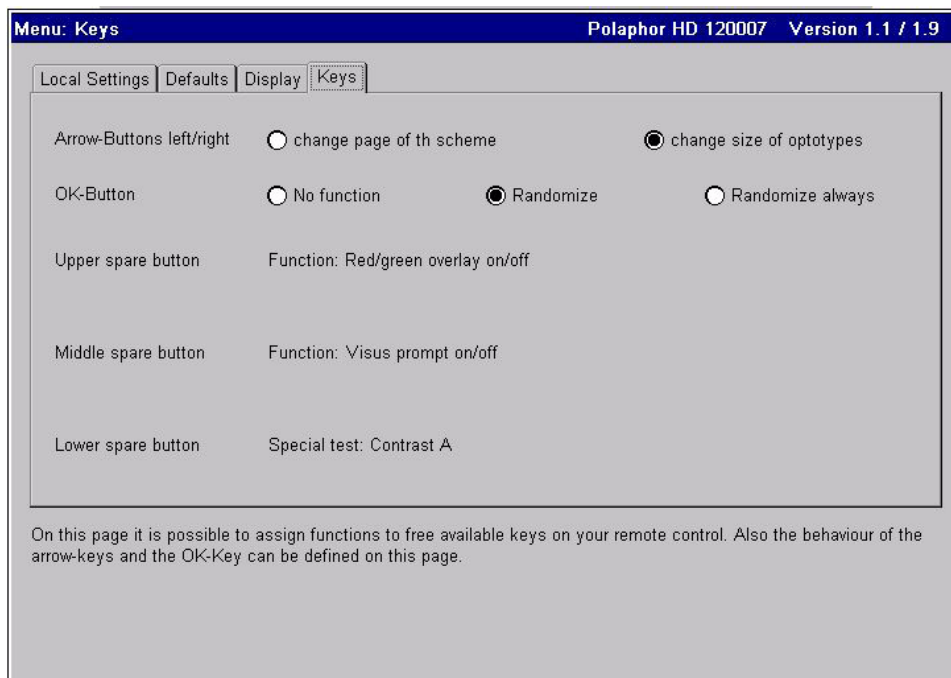 Menu: Keys Polaphor HD 120007 Version 1.1 / 1.9
Local Settings Defaults Display Keys
Arrow-Buttons left/right change page of th scheme change size of optotypes
OK-Button No function Randomize Randomize always
Upper spare button Function: Red/green overlay on/off
Middle spare button Function: Visus prompt on/off
Lower spare button Special test: Contrast A
On this page it is possible to assign functions to free available keys on your remote control. Also the behaviour of the
arrow-keys and the OK-Key can be defined on this page.